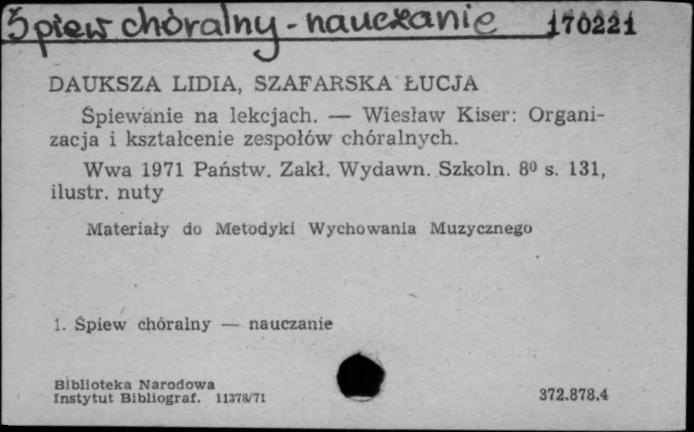 Śpiew chóralny - nauczanie 170221
DAUKSZA LIDIA, SZAFARSKA ŁUCJA
Śpiewanie na lekcjach. — Wiesław Kiser: Organi-
zacja i kształcenie zespołów chóralnych.
Wwa 1971 Państw. Zakł. Wydawn. Szkoln. 8⁰ s. 131,
ilustr. nuty
Materiały do Metodyki Wychowania Muzycznego
1. Śpiew chóralny — nauczanie
Biblioteka Narodowa
Instytut Bibliograf. 11378/71
372.878.4